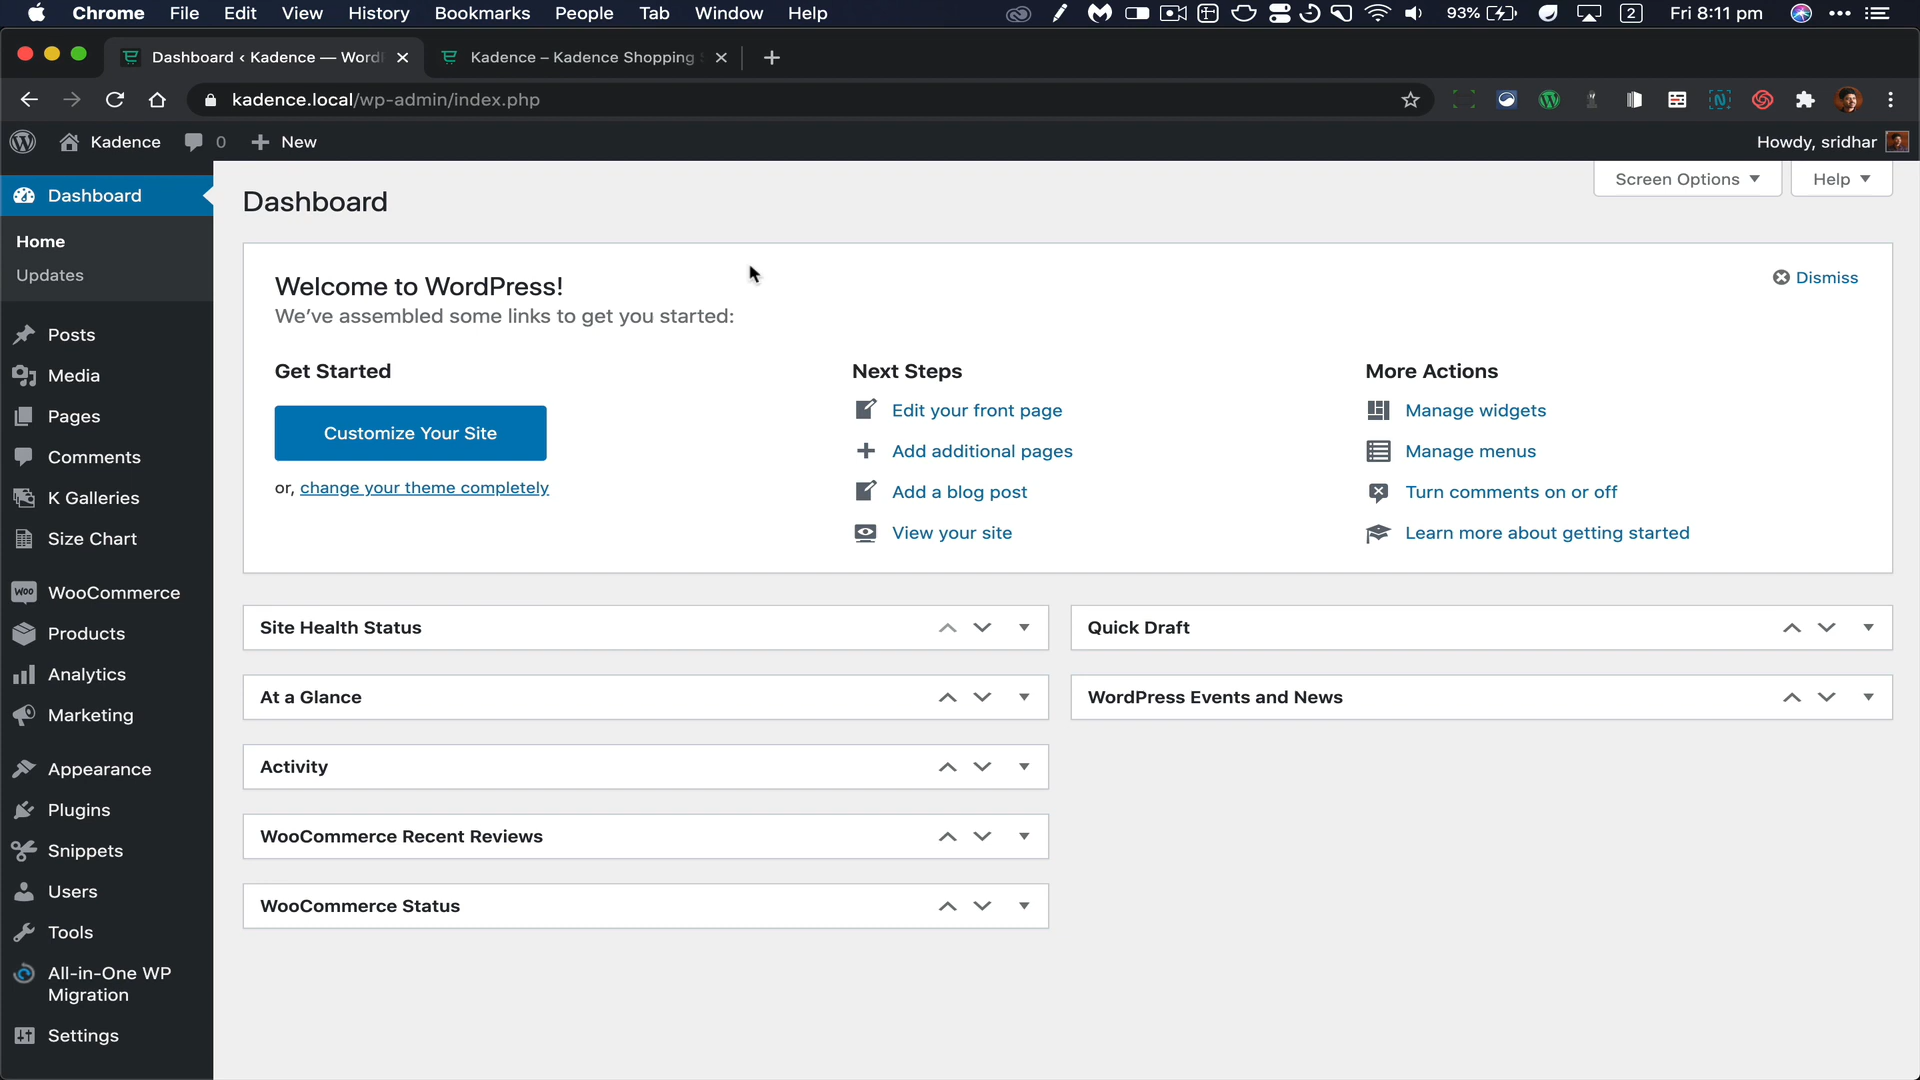 Chrome File Edit View History Bookmarks People Tab Window Help 93% 2 Fri 8:11 pm
Dashboard ‹ Kadence — Word
Kadence – Kadence Shopping
kadence.local/wp-admin/index.php
Kadence 0 New
Howdy, sridhar
Dashboard
Home
Updates
Posts
Media
Pages
Comments
K Galleries
Size Chart
WooCommerce
Products
Analytics
Marketing
Appearance
Plugins
Snippets
Users
Tools
All-in-One WP
Migration
Settings
Screen Options
Help
Dashboard
Welcome to WordPress!
Dismiss
We've assembled some links to get you started:
Get Started
Customize Your Site
or, change your theme completely
Next Steps
Edit your front page
Add additional pages
Add a blog post
View your site
More Actions
Manage widgets
Manage menus
Turn comments on or off
Learn more about getting started
Site Health Status
At a Glance
Activity
WooCommerce Recent Reviews
WooCommerce Status
Quick Draft
WordPress Events and News